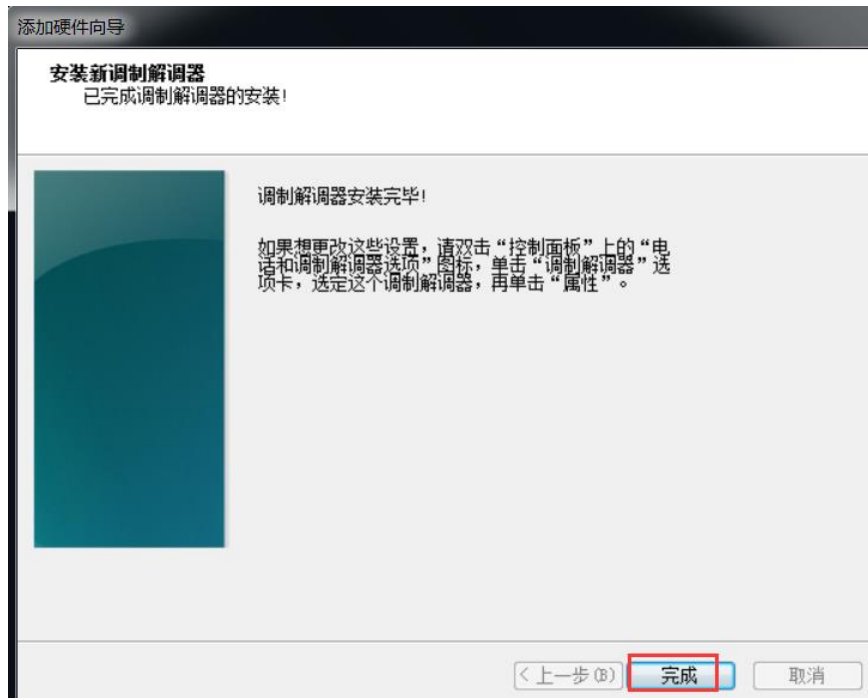 添加硬件向导
安装新调制解调器
已完成调制解调器的安装!
调制解调器安装完毕!
如果想更改这些设置，请双击“控制面板”上的“电
话和调制解调器选项”图标，单击“调制解调器”选
项卡，选定这个调制解调器，再单击“属性”。
< 上一步(B)
完成
取消